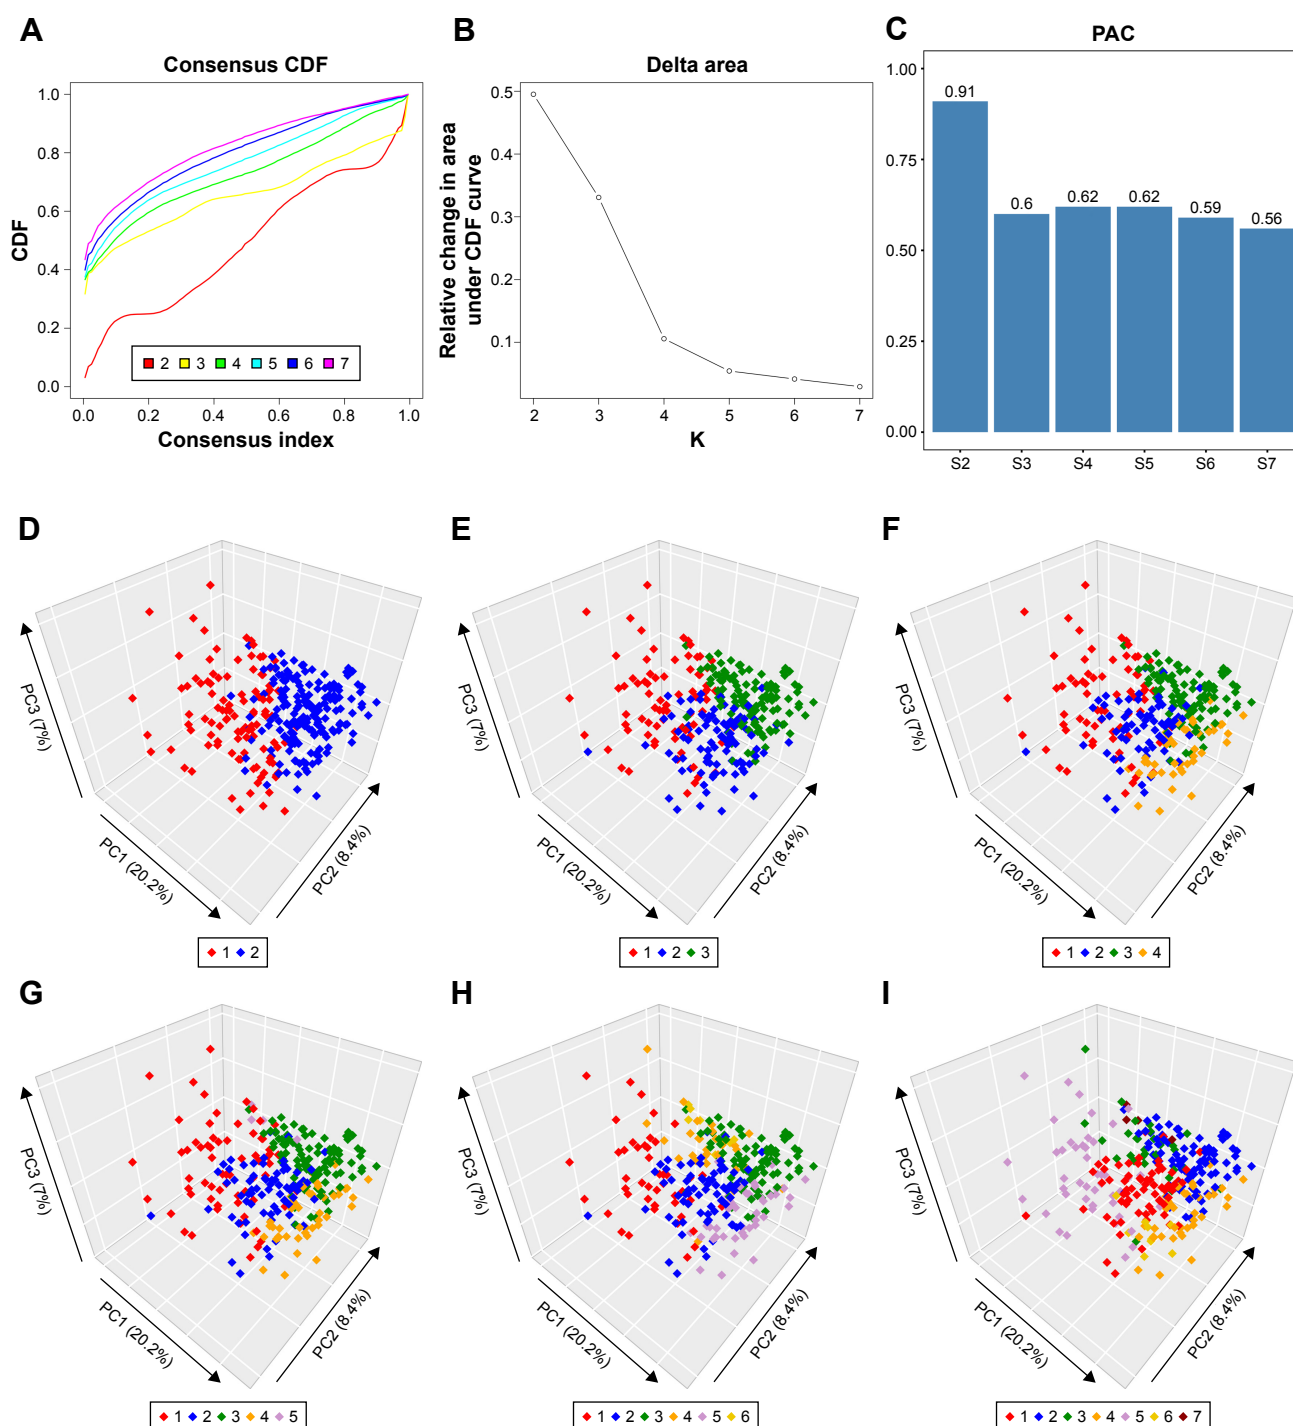 A
Consensus CDF
CDF
1.0
0.8
0.6
0.4
0.2
0.0
2 3 4 5 6 7
0.0 0.2 0.4 0.6 0.8 1.0
Consensus index
B
Delta area
Relative change in area
under CDF curve
0.5
0.4
0.3
0.2
0.1
2 3 4 5 6 7
K
C
PAC
1.00
0.75
0.50
0.25
0.00
0.91
0.6
0.62
0.62
0.59
0.56
S2 S3 S4 S5 S6 S7
D
PC3 (7%)
PC1 (20.2%)
PC2 (8.4%)
1 2
E
PC3 (7%)
PC1 (20.2%)
PC2 (8.4%)
1 2 3
F
PC3 (7%)
PC1 (20.2%)
PC2 (8.4%)
1 2 3 4
G
PC3 (7%)
PC1 (20.2%)
PC2 (8.4%)
1 2 3 4 5
H
PC3 (7%)
PC1 (20.2%)
PC2 (8.4%)
1 2 3 4 5 6
I
PC3 (7%)
PC1 (20.2%)
PC2 (8.4%)
1 2 3 4 5 6 7